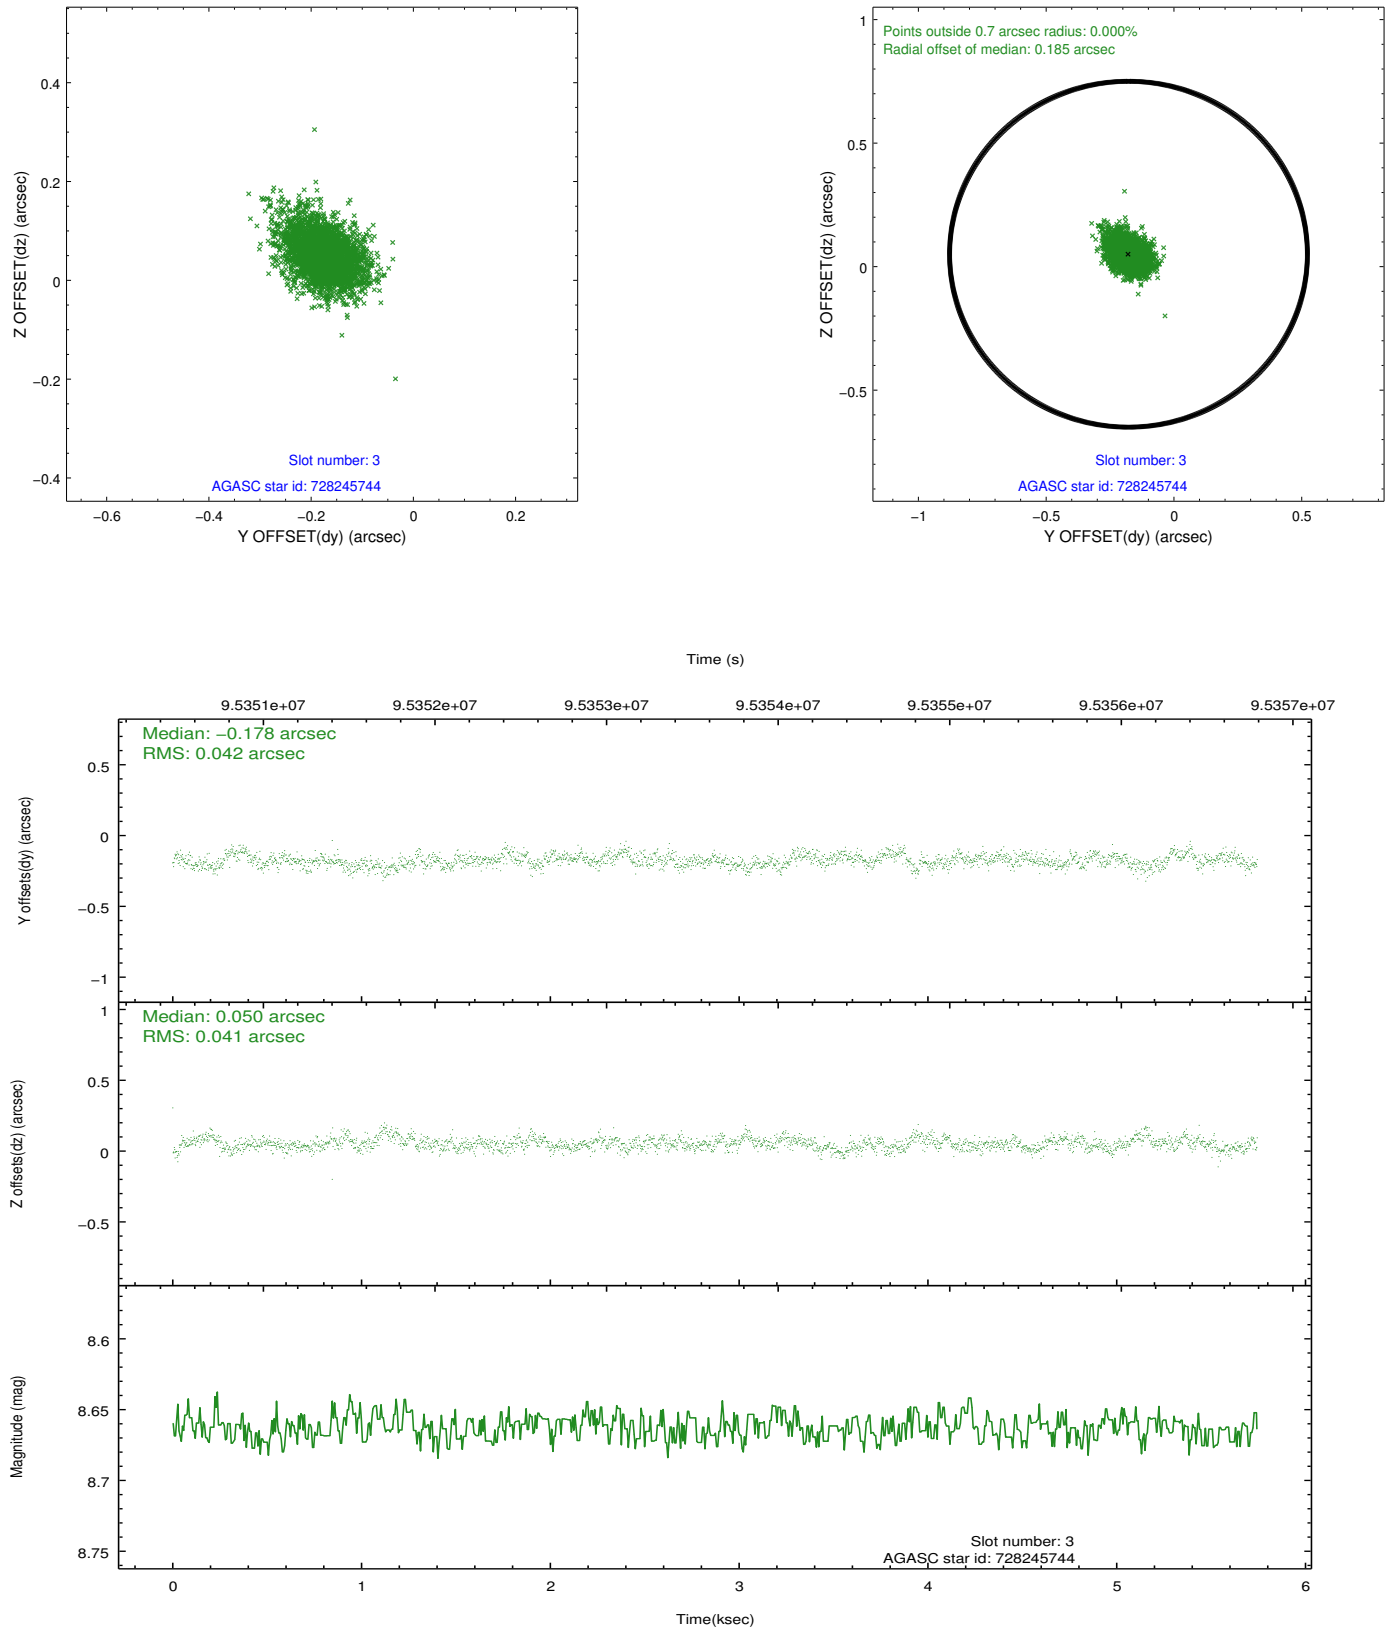 0.4
0.2
0
−0.2
−0.4
Z OFFSET(dz) (arcsec)
Slot number: 3
AGASC star id: 728245744
−0.6 −0.4 −0.2 0 0.2
Y OFFSET(dy) (arcsec)
Points outside 0.7 arcsec radius: 0.000%
Radial offset of median: 0.185 arcsec
1
0.5
0
−0.5
Z OFFSET(dz) (arcsec)
Slot number: 3
AGASC star id: 728245744
−1 −0.5 0 0.5
Y OFFSET(dy) (arcsec)
Time (s)
9.5351e+07 9.5352e+07 9.5353e+07 9.5354e+07 9.5355e+07 9.5356e+07 9.5357e+07
Median: −0.178 arcsec
RMS: 0.042 arcsec
0.5
0
−0.5
−1
Y offsets(dy) (arcsec)
Median: 0.050 arcsec
RMS: 0.041 arcsec
1
0.5
0
−0.5
Z offsets(dz) (arcsec)
8.6
8.65
8.7
8.75
Magnitude (mag)
Slot number: 3
AGASC star id: 728245744
0 1 2 3 4 5 6
Time(ksec)